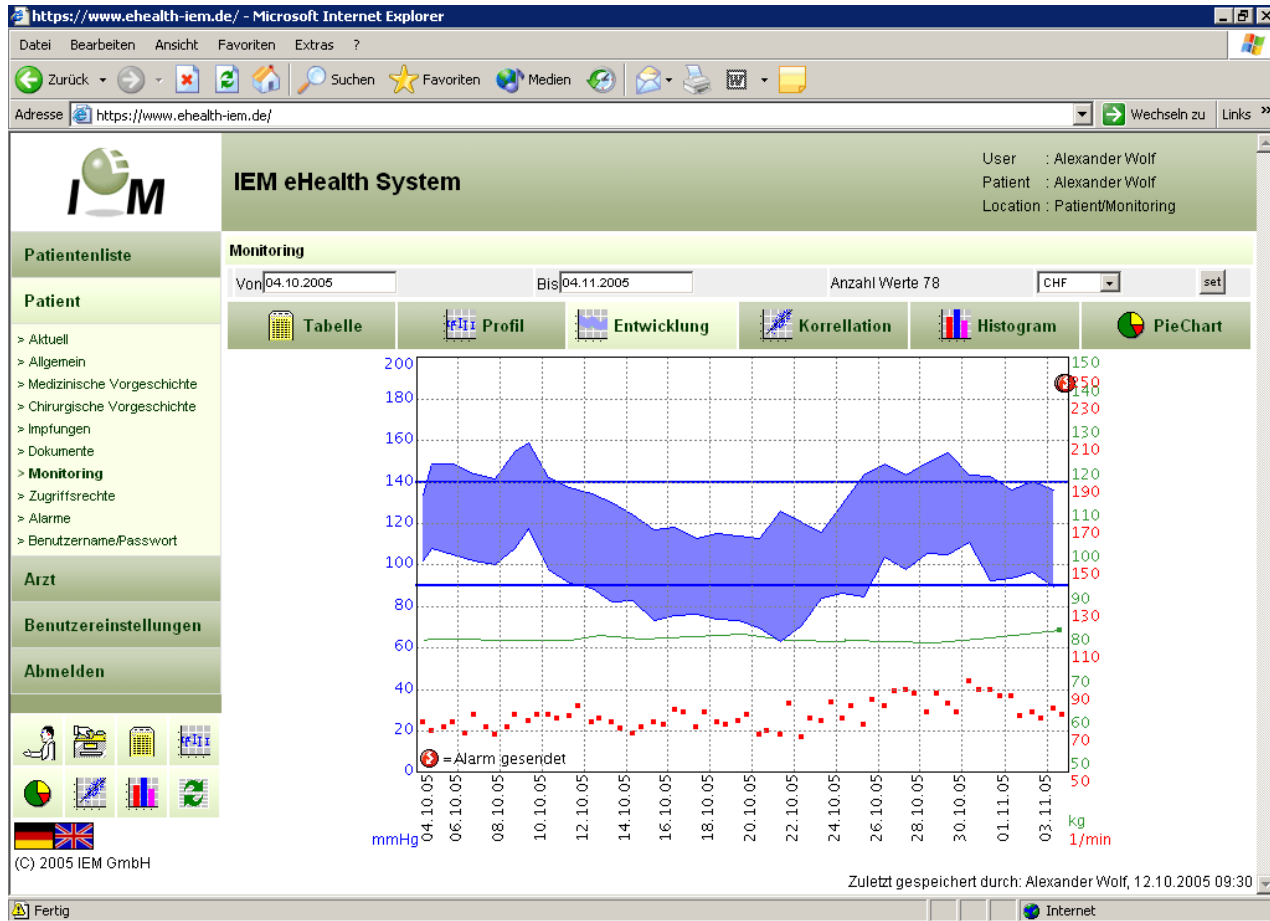 https://www.ehealth-iem.de/ - Microsoft Internet Explorer
Datei Bearbeiten Ansicht Favoriten Extras ?
Zurück Suchen Favoriten Medien
Adresse https://www.ehealth-iem.de/ Wechseln zu Links »
IEM
IEM eHealth System
User : Alexander Wolf
Patient : Alexander Wolf
Location : Patient/Monitoring
Patientenliste
Patient
> Aktuell
> Allgemein
> Medizinische Vorgeschichte
> Chirurgische Vorgeschichte
> Impfungen
> Dokumente
> Monitoring
> Zugriffsrechte
> Alarme
> Benutzername/Passwort
Arzt
Benutzereinstellungen
Abmelden
(C) 2005 IEM GmbH
Monitoring
Von 04.10.2005 Bis 04.11.2005 Anzahl Werte 78 CHF set
Tabelle Profil Entwicklung Korrellation Histogram PieChart
200
180
160
140
120
100
80
60
40
20
0
mmHg
150
250
140
230
130
210
120
190
110
170
100
150
90
130
80
110
70
90
60
70
50
50
kg
1/min
=Alarm gesendet
04.10.05
06.10.05
08.10.05
10.10.05
12.10.05
14.10.05
16.10.05
18.10.05
20.10.05
22.10.05
24.10.05
26.10.05
28.10.05
30.10.05
01.11.05
03.11.05
Zuletzt gespeichert durch: Alexander Wolf, 12.10.2005 09:30
Fertig Internet